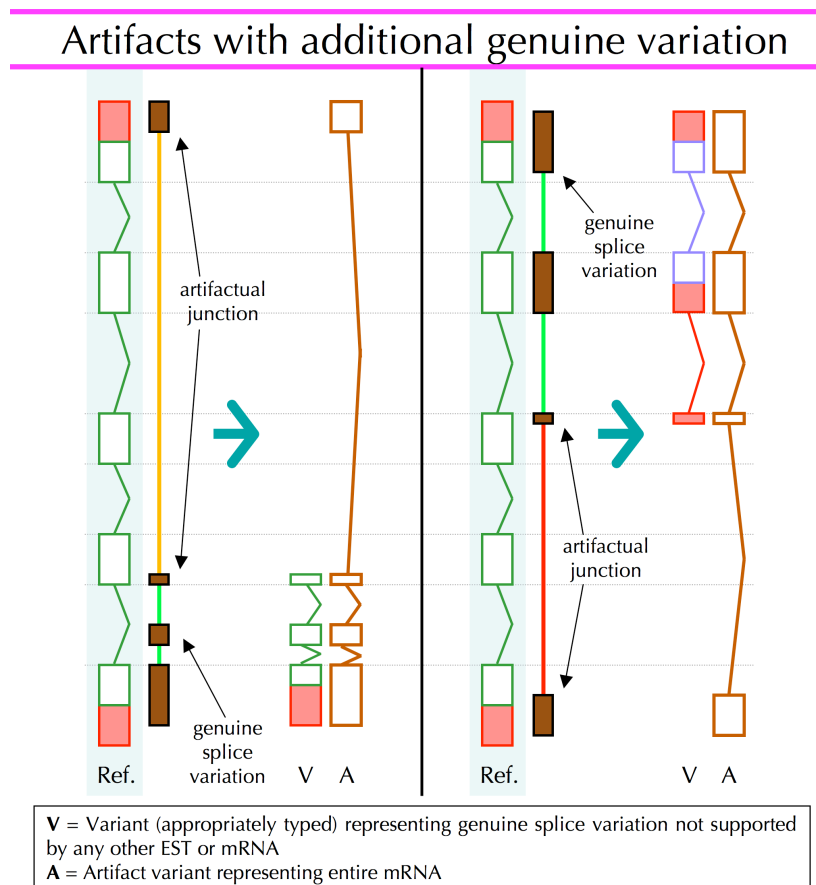 Artifacts with additional genuine variation
artifactual
junction
genuine
splice
variation
Ref.
V
A
genuine
splice
variation
artifactual
junction
Ref.
V
A
V = Variant (appropriately typed) representing genuine splice variation not supported
by any other EST or mRNA
A = Artifact variant representing entire mRNA